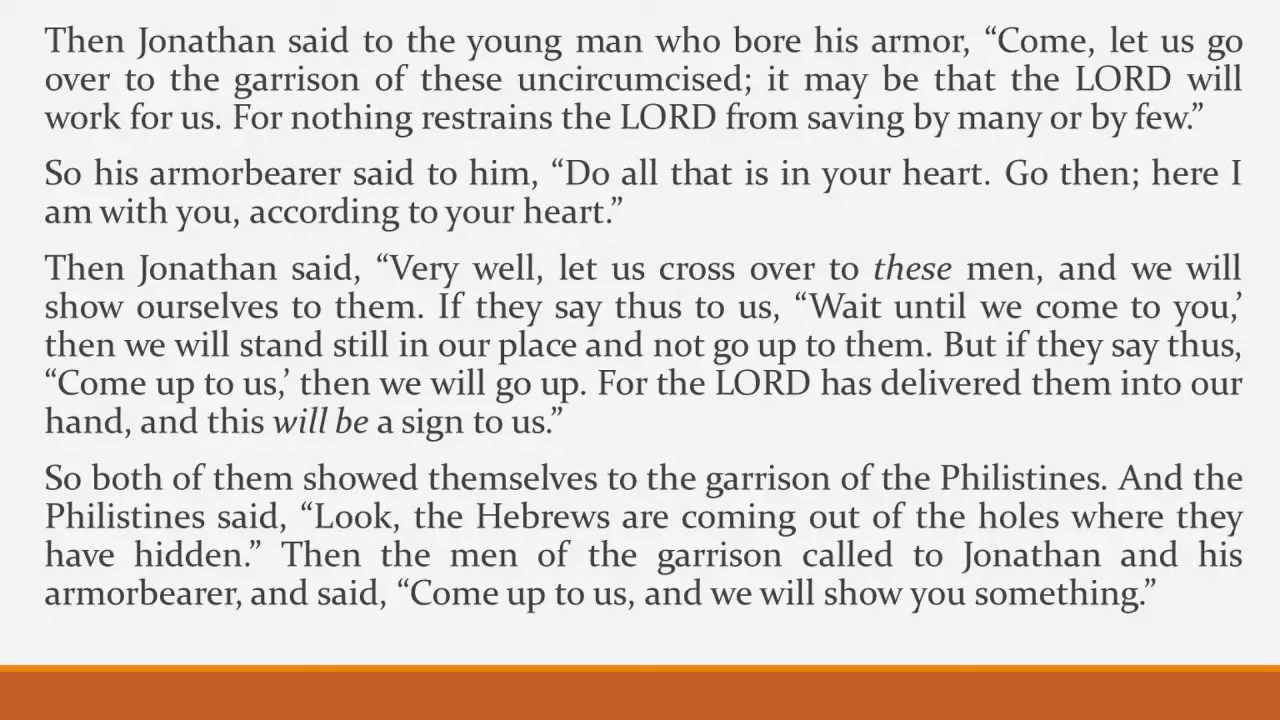 Then Jonathan said to the young man who bore his armor, “Come, let us go
over to the garrison of these uncircumcised; it may be that the LORD will
work for us. For nothing restrains the LORD from saving by many or by few.”
So his armorbearer said to him, “Do all that is in your heart. Go then; here I
am with you, according to your heart.”
Then Jonathan said, “Very well, let us cross over to these men, and we will
show ourselves to them. If they say thus to us, “Wait until we come to you,’
then we will stand still in our place and not go up to them. But if they say thus,
“Come up to us,’ then we will go up. For the LORD has delivered them into our
hand, and this will be a sign to us.”
So both of them showed themselves to the garrison of the Philistines. And the
Philistines said, “Look, the Hebrews are coming out of the holes where they
have hidden.” Then the men of the garrison called to Jonathan and his
armorbearer, and said, “Come up to us, and we will show you something.”